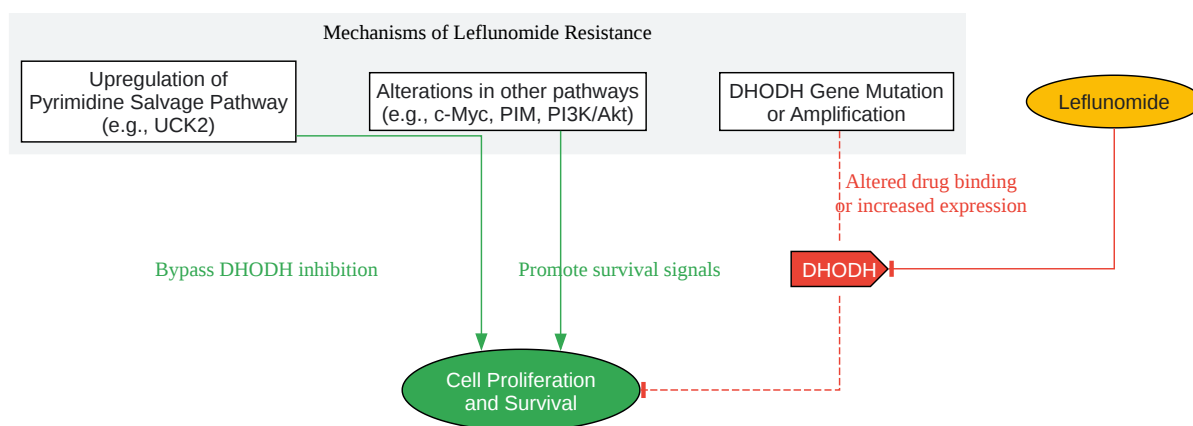 Mechanisms of Leflunomide Resistance
Upregulation of
Pyrimidine Salvage Pathway
(e.g., UCK2)
Alterations in other pathways
(e.g., c-Myc, PIM, PI3K/Akt)
DHODH Gene Mutation
or Amplification
Leflunomide
Altered drug binding
or increased expression
Bypass DHODH inhibition
Promote survival signals
DHODH
Cell Proliferation
and Survival